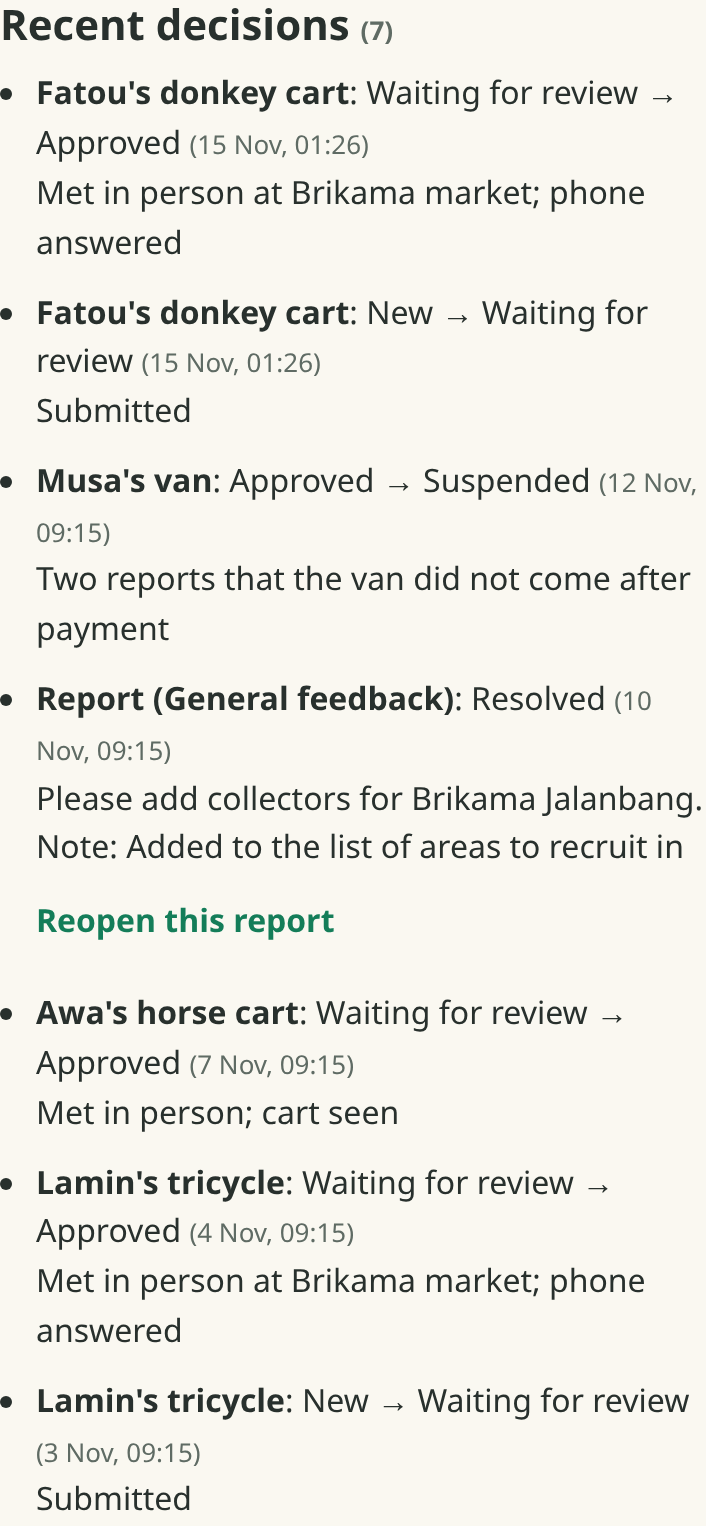 Recent decisions (7)
Fatou's donkey cart: Waiting for review →
Approved (15 Nov, 01:26)
Met in person at Brikama market; phone
answered
Fatou's donkey cart: New → Waiting for
review (15 Nov, 01:26)
Submitted
Musa's van: Approved → Suspended (12 Nov,
09:15)
Two reports that the van did not come after
payment
Report (General feedback): Resolved (10
Nov, 09:15)
Please add collectors for Brikama Jalanbang.
Note: Added to the list of areas to recruit in
Reopen this report
Awa's horse cart: Waiting for review →
Approved (7 Nov, 09:15)
Met in person; cart seen
Lamin's tricycle: Waiting for review →
Approved (4 Nov, 09:15)
Met in person at Brikama market; phone
answered
Lamin's tricycle: New → Waiting for review
(3 Nov, 09:15)
Submitted